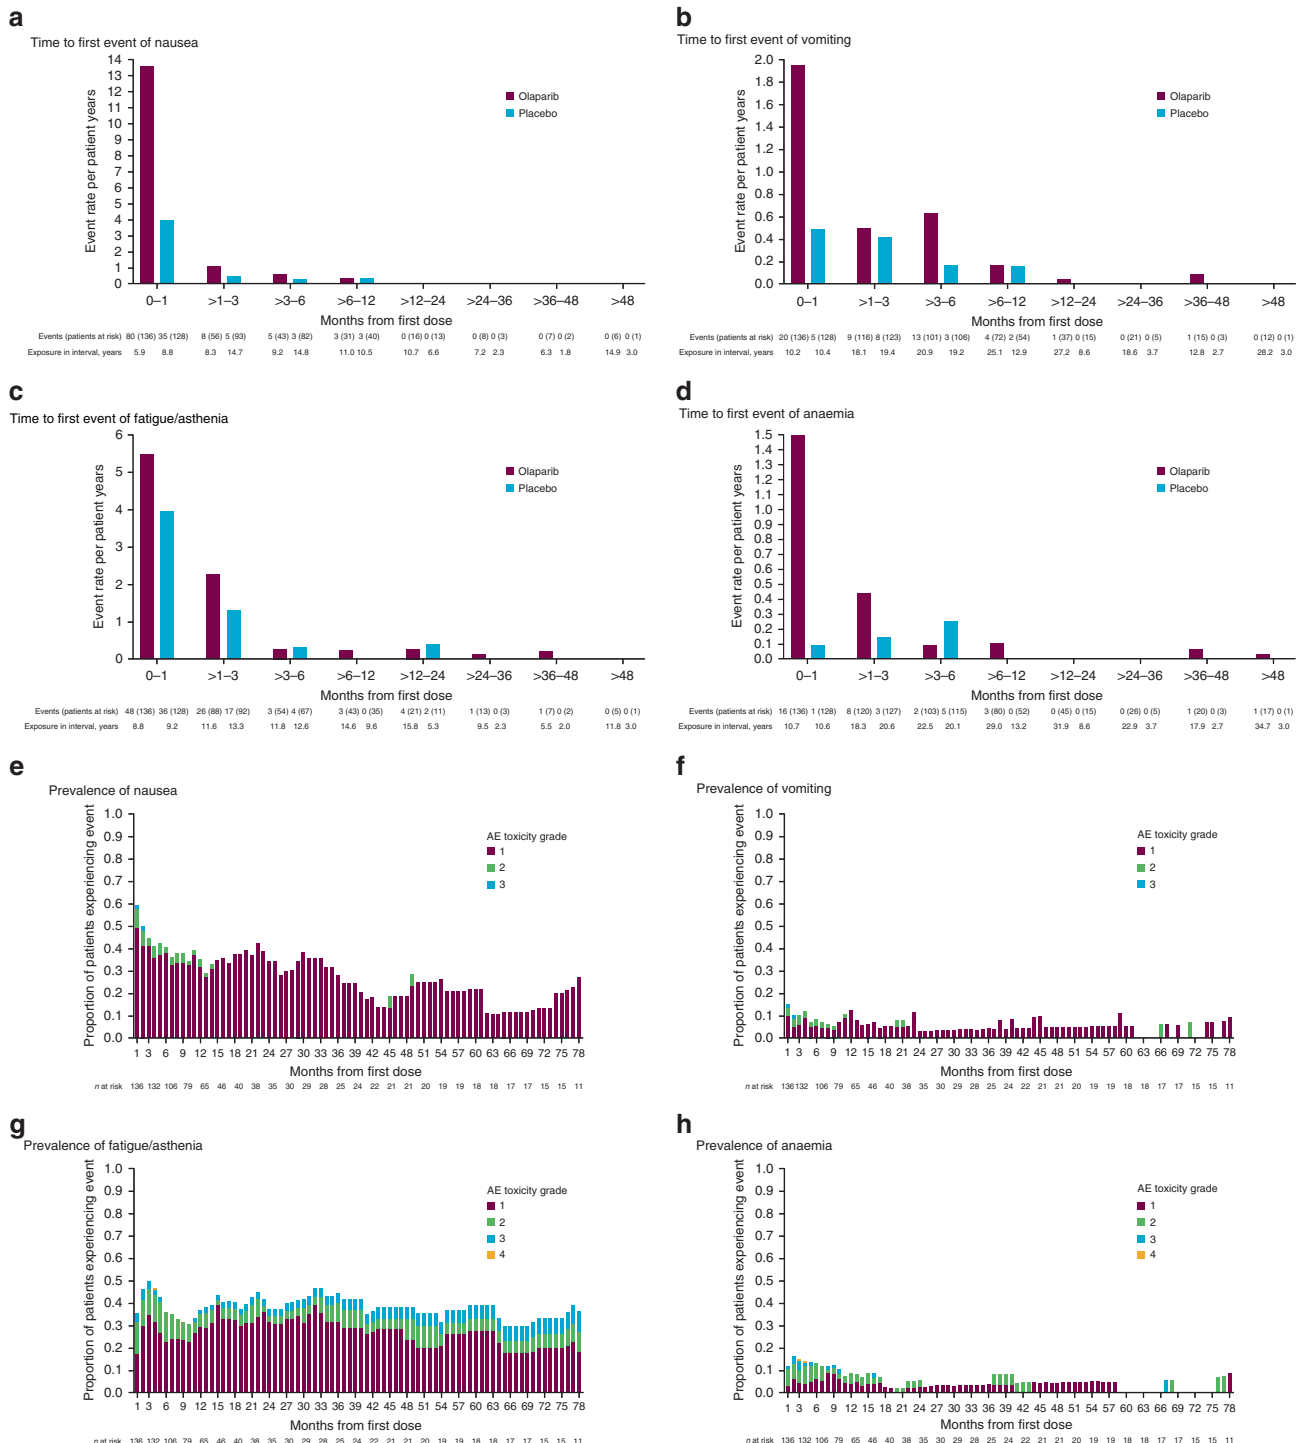 a
Time to first event of nausea
Event rate per patient years
14
13
12
11
10
9
8
7
6
5
4
3
2
1
0
Olaparib
Placebo
0–1 >1–3 >3–6 >6–12 >12–24 >24–36 >36–48 >48
Months from first dose
Events (patients at risk) 80 (136) 35 (128) 8 (56) 5 (93) 5 (43) 3 (82) 3 (31) 3 (40) 0 (16) 0 (13) 0 (8) 0 (3) 0 (7) 0 (2) 0 (6) 0 (1)
Exposure in interval, years 5.9 8.8 8.3 14.7 9.2 14.8 11.0 10.5 10.7 6.6 7.2 2.3 6.3 1.8 14.9 3.0
b
Time to first event of vomiting
Event rate per patient years
2.0
1.8
1.6
1.4
1.2
1.0
0.8
0.6
0.4
0.2
0.0
Olaparib
Placebo
0–1 >1–3 >3–6 >6–12 >12–24 >24–36 >36–48 >48
Months from first dose
Events (patients at risk) 20 (136) 5 (128) 9 (116) 8 (123) 13 (101) 3 (106) 4 (72) 2 (54) 1 (37) 0 (15) 0 (21) 0 (5) 1 (15) 0 (3) 0 (12) 0 (1)
Exposure in interval, years 10.2 10.4 18.1 19.4 20.9 19.2 25.1 12.9 27.2 8.6 18.6 3.7 12.8 2.7 28.2 3.0
c
Time to first event of fatigue/asthenia
Event rate per patient years
6
5
4
3
2
1
0
Olaparib
Placebo
0–1 >1–3 >3–6 >6–12 >12–24 >24–36 >36–48 >48
Months from first dose
Events (patients at risk) 48 (136) 36 (128) 26 (88) 17 (92) 3 (54) 4 (67) 3 (43) 0 (35) 4 (21) 2 (11) 1 (13) 0 (3) 1 (7) 0 (2) 0 (5) 0 (1)
Exposure in interval, years 8.8 9.2 11.6 13.3 11.8 12.6 14.6 9.6 15.8 5.3 9.5 2.3 5.5 2.0 11.8 3.0
d
Time to first event of anaemia
Event rate per patient years
1.5
1.4
1.3
1.2
1.1
1.0
0.9
0.8
0.7
0.6
0.5
0.4
0.3
0.2
0.1
0.0
Olaparib
Placebo
0–1 >1–3 >3–6 >6–12 >12–24 >24–36 >36–48 >48
Months from first dose
Events (patients at risk) 16 (136) 1 (128) 8 (120) 3 (127) 2 (103) 5 (115) 3 (80) 0 (52) 0 (45) 0 (15) 0 (26) 0 (5) 1 (20) 0 (3) 1 (17) 0 (1)
Exposure in interval, years 10.7 10.6 18.3 20.6 22.5 20.1 29.0 13.2 31.9 8.6 22.9 3.7 17.9 2.7 34.7 3.0
e
Prevalence of nausea
Proportion of patients experiencing event
1.0
0.9
0.8
0.7
0.6
0.5
0.4
0.3
0.2
0.1
0.0
AE toxicity grade
1
2
3
1 3 6 9 12 15 18 21 24 27 30 33 36 39 42 45 48 51 54 57 60 63 66 69 72 75 78
Months from first dose
n at risk 136 132 106 79 65 46 40 38 35 30 29 28 25 24 22 21 21 20 19 19 18 18 17 17 15 15 11
f
Prevalence of vomiting
Proportion of patients experiencing event
1.0
0.9
0.8
0.7
0.6
0.5
0.4
0.3
0.2
0.1
0.0
AE toxicity grade
1
2
3
1 3 6 9 12 15 18 21 24 27 30 33 36 39 42 45 48 51 54 57 60 63 66 69 72 75 78
Months from first dose
n at risk 136 132 106 79 65 46 40 38 35 30 29 28 25 24 22 21 21 20 19 19 18 18 17 17 15 15 11
g
Prevalence of fatigue/asthenia
Proportion of patients experiencing event
1.0
0.9
0.8
0.7
0.6
0.5
0.4
0.3
0.2
0.1
0.0
AE toxicity grade
1
2
3
4
1 3 6 9 12 15 18 21 24 27 30 33 36 39 42 45 48 51 54 57 60 63 66 69 72 75 78
Months from first dose
n at risk 136 132 106 79 65 46 40 38 35 30 29 28 25 24 22 21 21 20 19 19 18 18 17 17 15 15 11
h
Prevalence of anaemia
Proportion of patients experiencing event
1.0
0.9
0.8
0.7
0.6
0.5
0.4
0.3
0.2
0.1
0.0
AE toxicity grade
1
2
3
4
1 3 6 9 12 15 18 21 24 27 30 33 36 39 42 45 48 51 54 57 60 63 66 69 72 75 78
Months from first dose
n at risk 136 132 106 79 65 46 40 38 35 30 29 28 25 24 22 21 21 20 19 19 18 18 17 17 15 15 11